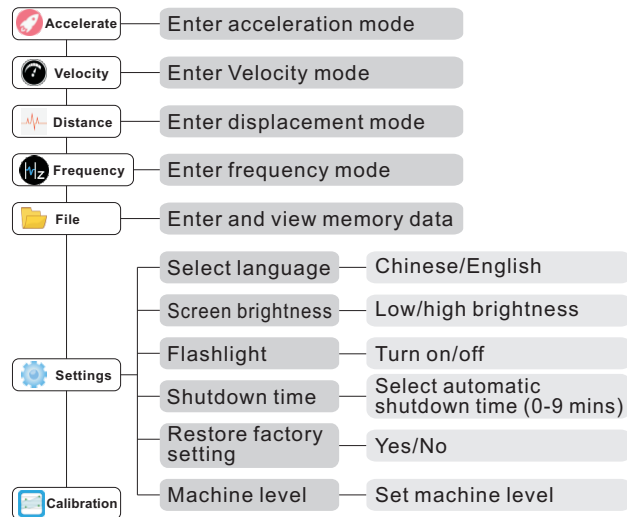 Accelerate
Enter acceleration mode
Velocity
Enter Velocity mode
Distance
Enter displacement mode
Hz
Frequency
Enter frequency mode
File
Enter and view memory data
Settings
Select language
Chinese/English
Screen brightness
Low/high brightness
Flashlight
Turn on/off
Shutdown time
Select automatic
shutdown time (0-9 mins)
Restore factory
setting
Yes/No
Machine level
Set machine level
Calibration